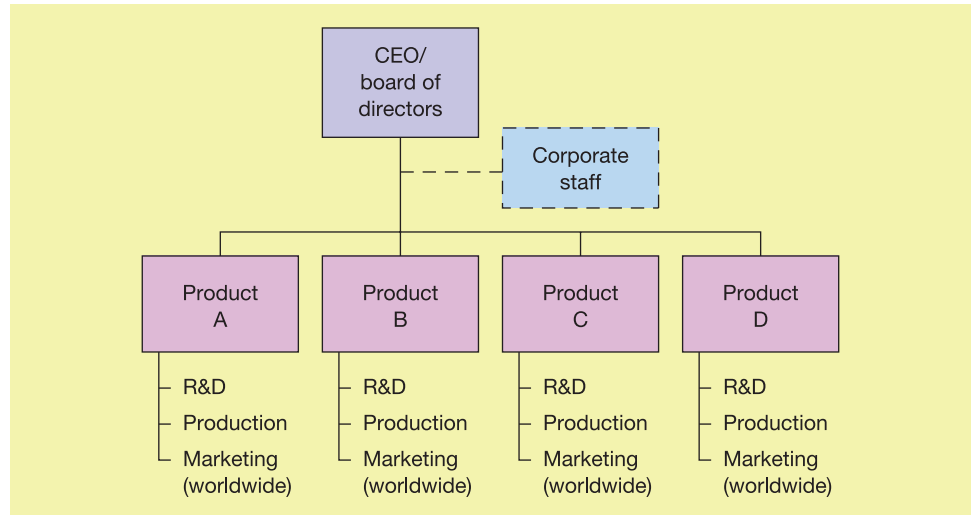 CEO/
board of
directors
Corporate
staff
Product
A
Product
B
Product
C
Product
D
R&D
Production
Marketing
(worldwide)
R&D
Production
Marketing
(worldwide)
R&D
Production
Marketing
(worldwide)
R&D
Production
Marketing
(worldwide)